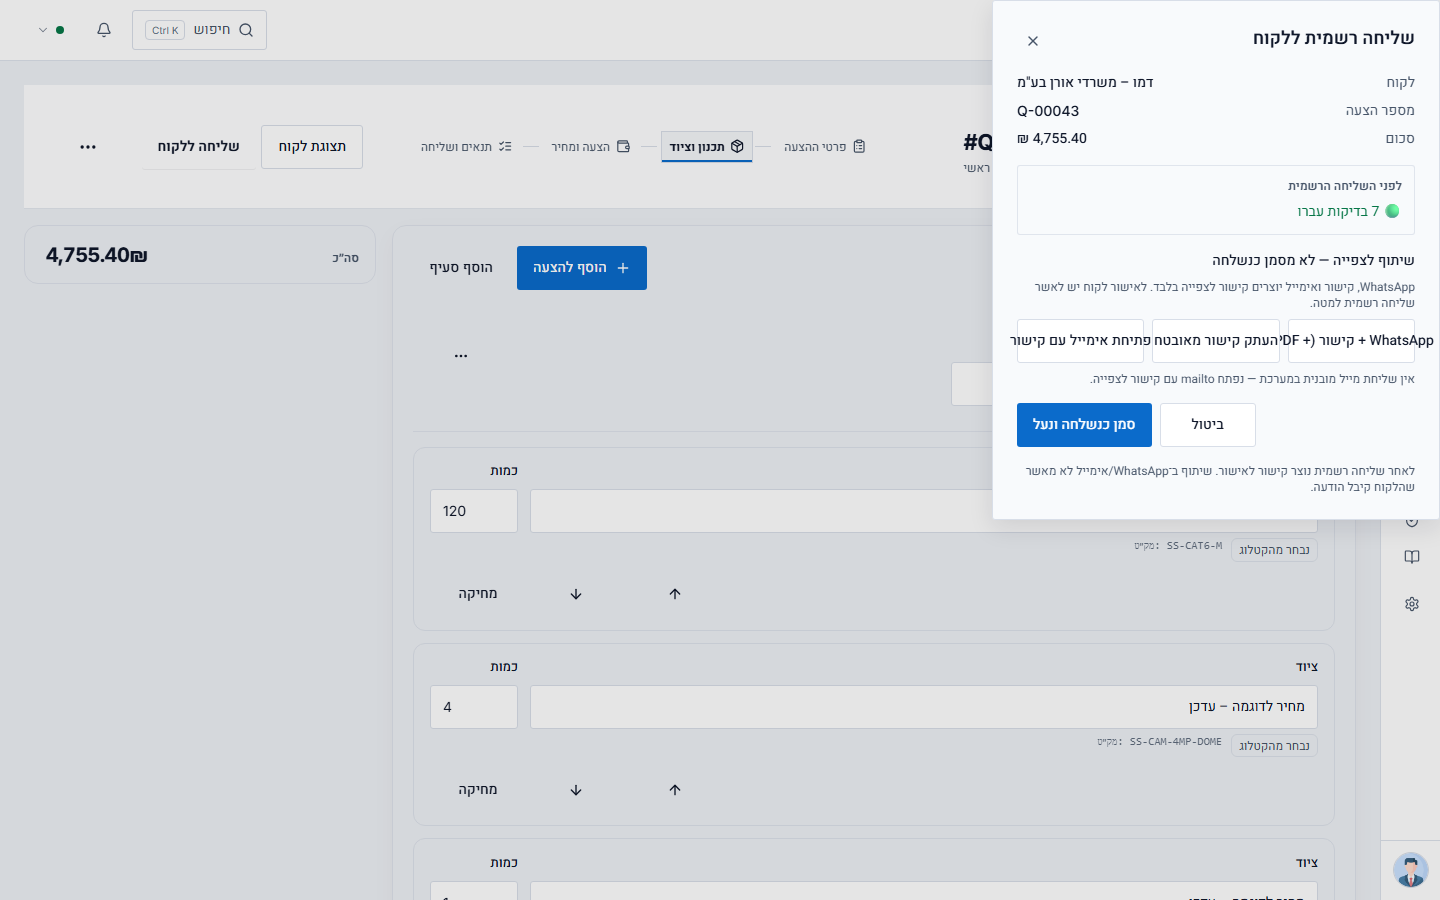 שליחה רשמית ללקוח
לקוח
דמו – משרדי אורן בע"מ
מספר הצעה
Q-00043
סכום
4,755.40 ₪
לפני השליחה הרשמית
7 בדיקות עברו
שיתוף לצפייה — לא מסמן כנשלחה
WhatsApp, קישור ואימייל יוצרים קישור לצפייה בלבד. לאישור לקוח יש לאשר
שליחה רשמית למטה.
WhatsApp + קישור (+ PDF
העתק קישור מאובטח
פתיחת אימייל עם קישור
אין שליחת מייל מובנית במערכת — נפתח mailto עם קישור לצפייה.
ביטול
סמן כנשלחה ונעל
לאחר שליחה רשמית נוצר קישור לאישור. שיתוף ב־WhatsApp/אימייל לא מאשר
שהלקוח קיבל הודעה.
חיפוש
Ctrl K
#Q
ראשי
פרטי ההצעה
תכנון וציוד
הצעה ומחיר
תנאים ושליחה
תצוגת לקוח
שליחה ללקוח
הוסף להצעה
הוסף סעיף
סה״כ
₪4,755.40
כמות
120
נבחר מהקטלוג
מק״ט: SS-CAT6-M
מחיקה
ציוד
כמות
מחיר לדוגמה – עדכן
4
נבחר מהקטלוג
מק״ט: SS-CAM-4MP-DOME
מחיקה
ציוד
כמות